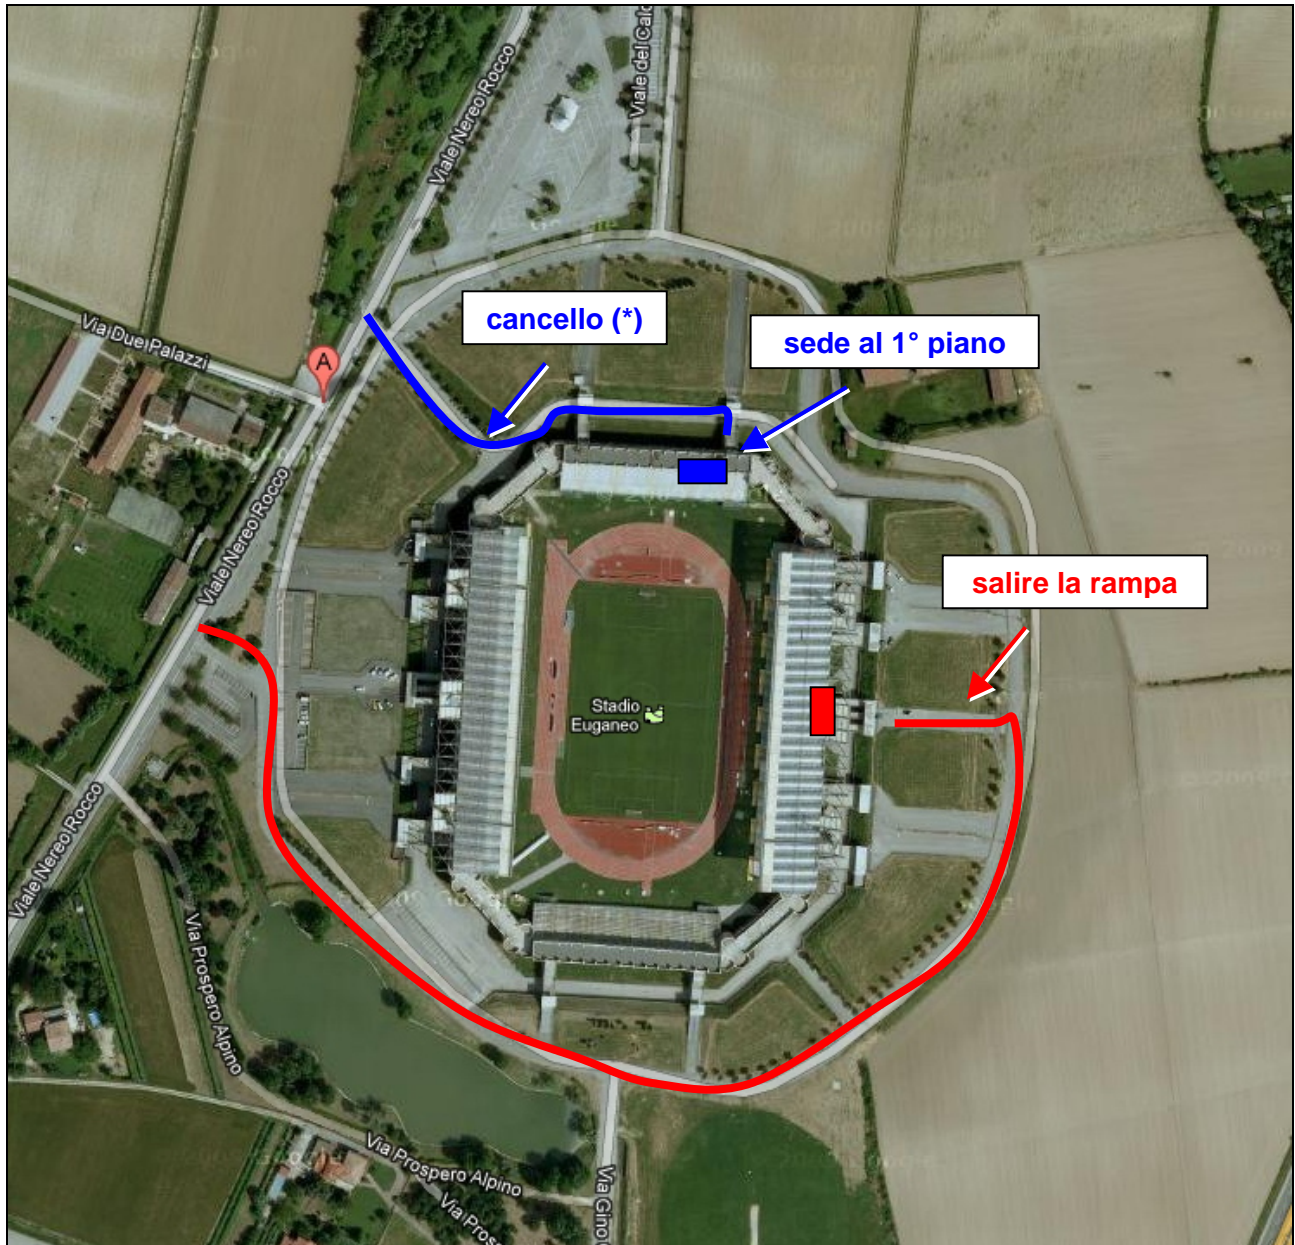 Viale Nereo Rocco
Viale del Calc
cancello (*)
sede al 1° piano
Via Due Palazzi
A
Viale Nereo Rocco
salire la rampa
Stadio
Euganeo
Viale Nereo Rocco
Via Prospero Alpino
Via Prospero Alpino
Via Pros
Via Gino